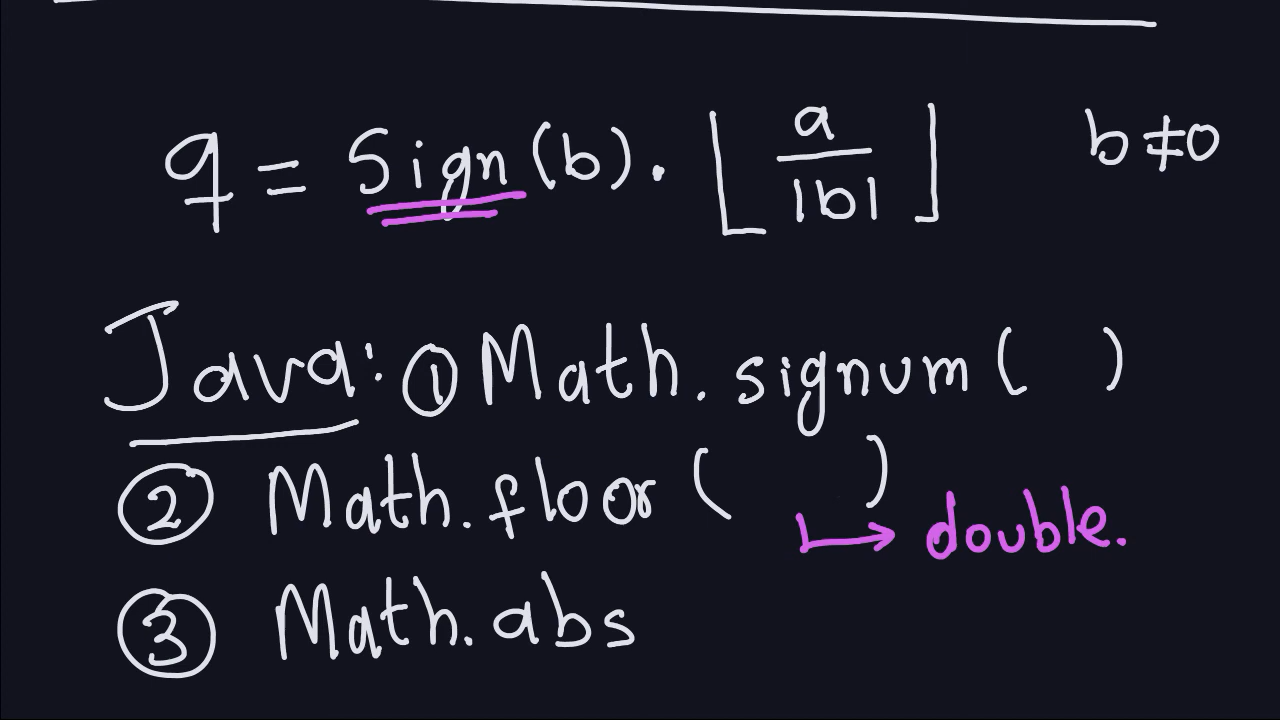 q = Sign(b). ⌊a/|b|⌋ b≠0
Java: ① Math.signum( )
② Math.floor( ) ↳ double.
③ Math.abs